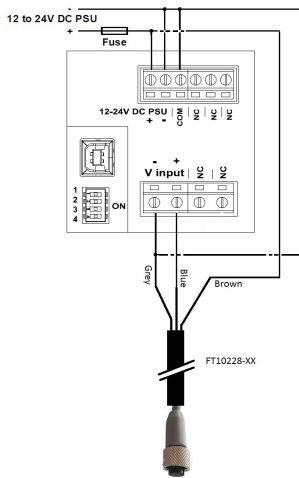 -
12 to 24V DC PSU
+
Fuse
12-24V DC PSU
+ -
COM
NC
NC
NC
- +
V input
NC
NC
1
2
3
4
ON
Grey
Blue
Brown
FT10228-XX